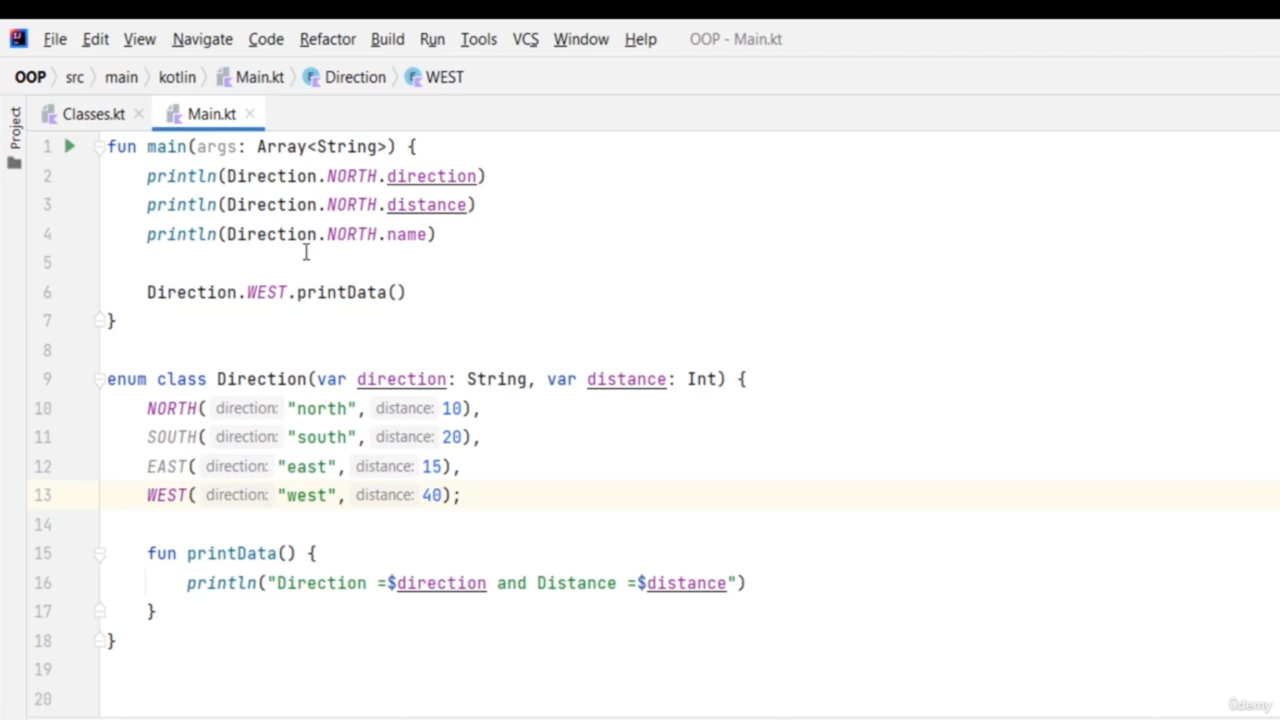 File Edit View Navigate Code Refactor Build Run Tools VCS Window Help OOP - Main.kt
OOP src main kotlin Main.kt Direction WEST
Classes.kt Main.kt
Project
1 fun main(args: Array<String>) {
2 println(Direction.NORTH.direction)
3 println(Direction.NORTH.distance)
4 println(Direction.NORTH.name)
5
6 Direction.WEST.printData()
7 }
8
9 enum class Direction(var direction: String, var distance: Int) {
10 NORTH( direction: "north", distance: 10),
11 SOUTH( direction: "south", distance: 20),
12 EAST( direction: "east", distance: 15),
13 WEST( direction: "west", distance: 40);
14
15 fun printData() {
16 println("Direction =$direction and Distance =$distance")
17 }
18 }
19
20
ûdemy